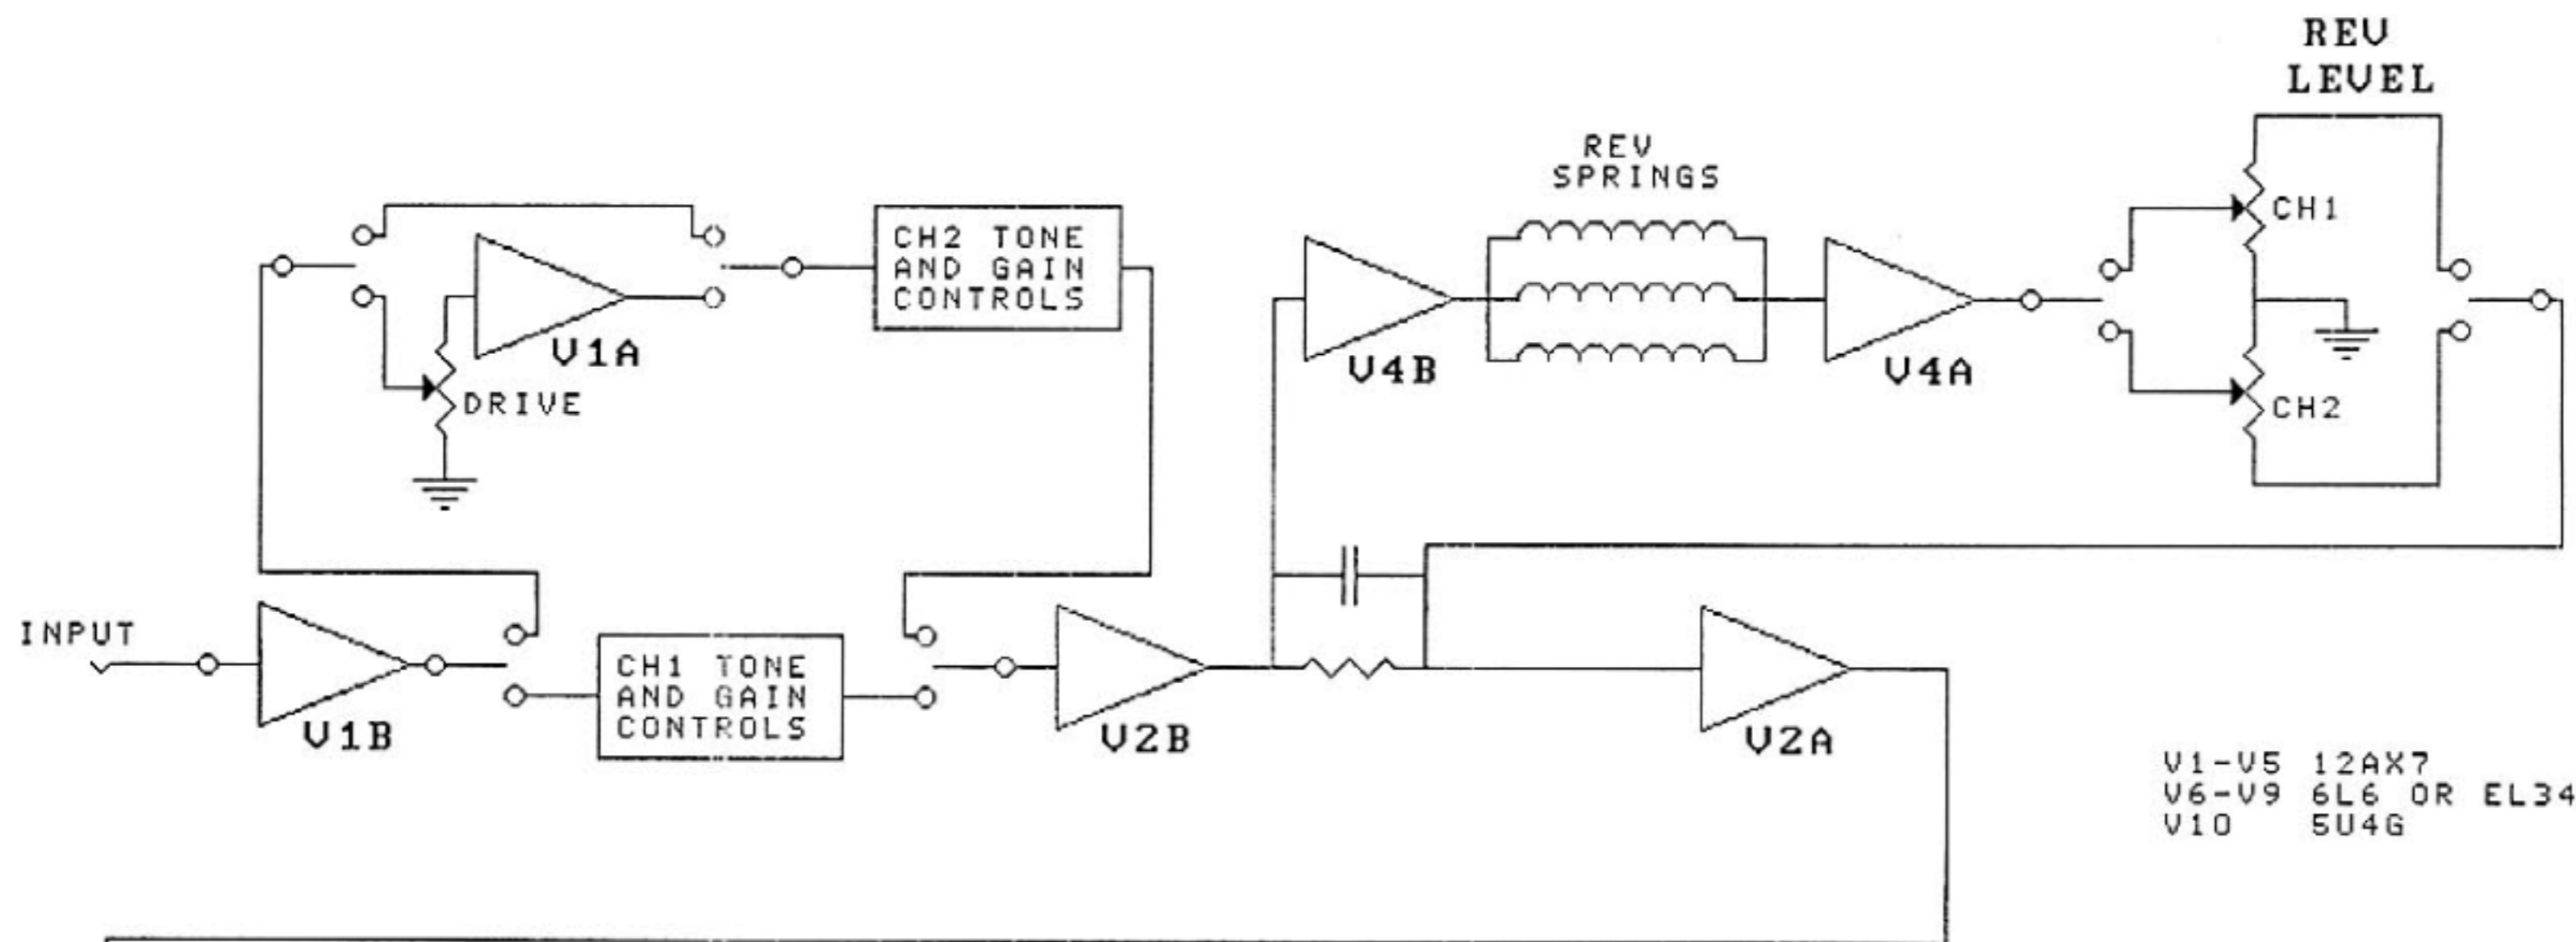 REV
LEVEL
REV
SPRINGS
CH2 TONE
AND GAIN
CONTROLS
CH1
V1A
V4B
V4A
DRIVE
CH2
INPUT
CH1 TONE
AND GAIN
CONTROLS
V1B
V2B
V2A
V1-V5 12AX7
V6-V9 6L6 OR EL34
V10 5U4G